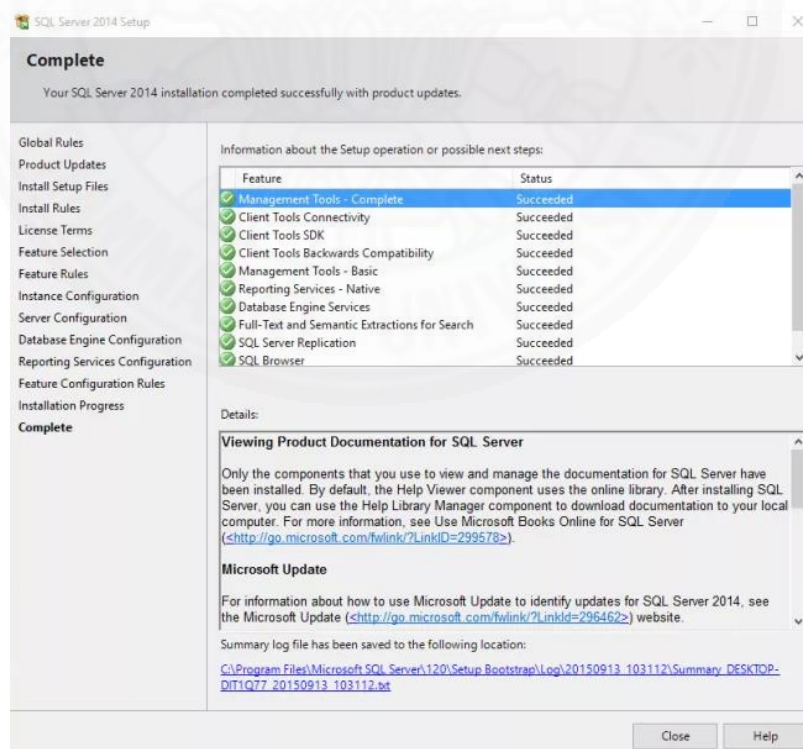 SQL Server 2014 Setup
Complete
Your SQL Server 2014 installation completed successfully with product updates.
Global Rules
Product Updates
Install Setup Files
Install Rules
License Terms
Feature Selection
Feature Rules
Instance Configuration
Server Configuration
Database Engine Configuration
Reporting Services Configuration
Feature Configuration Rules
Installation Progress
Complete
Information about the Setup operation or possible next steps:
Feature Status
Management Tools - Complete Succeeded
Client Tools Connectivity Succeeded
Client Tools SDK Succeeded
Client Tools Backwards Compatibility Succeeded
Management Tools - Basic Succeeded
Reporting Services - Native Succeeded
Database Engine Services Succeeded
Full-Text and Semantic Extractions for Search Succeeded
SQL Server Replication Succeeded
SQL Browser Succeeded
Details:
Viewing Product Documentation for SQL Server
Only the components that you use to view and manage the documentation for SQL Server have
been installed. By default, the Help Viewer component uses the online library. After installing SQL
Server, you can use the Help Library Manager component to download documentation to your local
computer. For more information, see Use Microsoft Books Online for SQL Server
(<http://go.microsoft.com/fwlink/?LinkID=299578>).
Microsoft Update
For information about how to use Microsoft Update to identify updates for SQL Server 2014, see
the Microsoft Update (<http://go.microsoft.com/fwlink/?LinkId=296462>) website.
Summary log file has been saved to the following location:
C:\Program Files\Microsoft SQL Server\120\Setup Bootstrap\Log\20150913_103112\Summary_DESKTOP-
DIT1Q77_20150913_103112.txt
Close Help